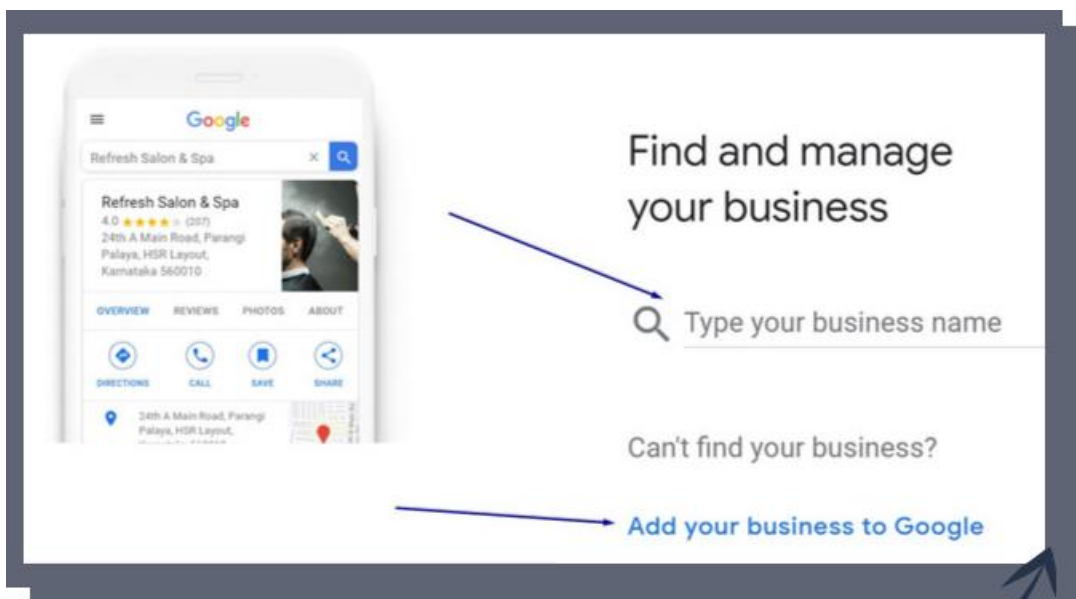 Google
Refresh Salon & Spa
Refresh Salon & Spa
4.0 (207)
24th A Main Road, Parangi
Palaya, HSR Layout,
Karnataka 560010
OVERVIEW REVIEWS PHOTOS ABOUT
DIRECTIONS CALL SAVE SHARE
24th A Main Road, Parangi
Palaya, HSR Layout,
Find and manage
your business
Type your business name
Can't find your business?
Add your business to Google